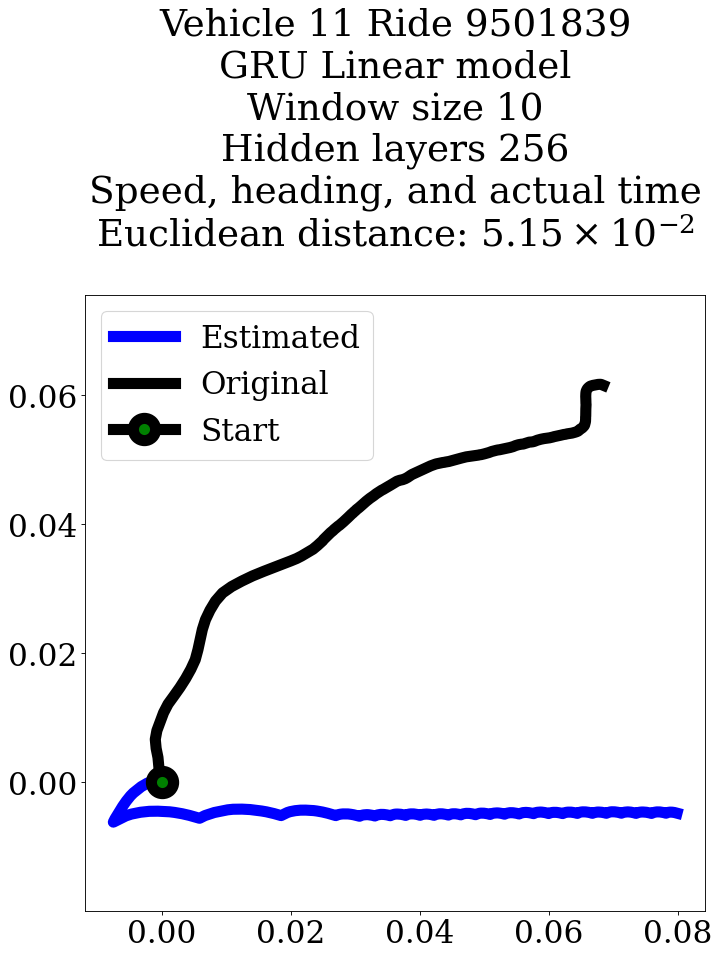 Vehicle 11 Ride 9501839
GRU Linear model
Window size 10
Hidden layers 256
Speed, heading, and actual time
Euclidean distance: 5.15 × 10⁻²
Estimated
Original
Start
0.06
0.04
0.02
0.00
0.00 0.02 0.04 0.06 0.08